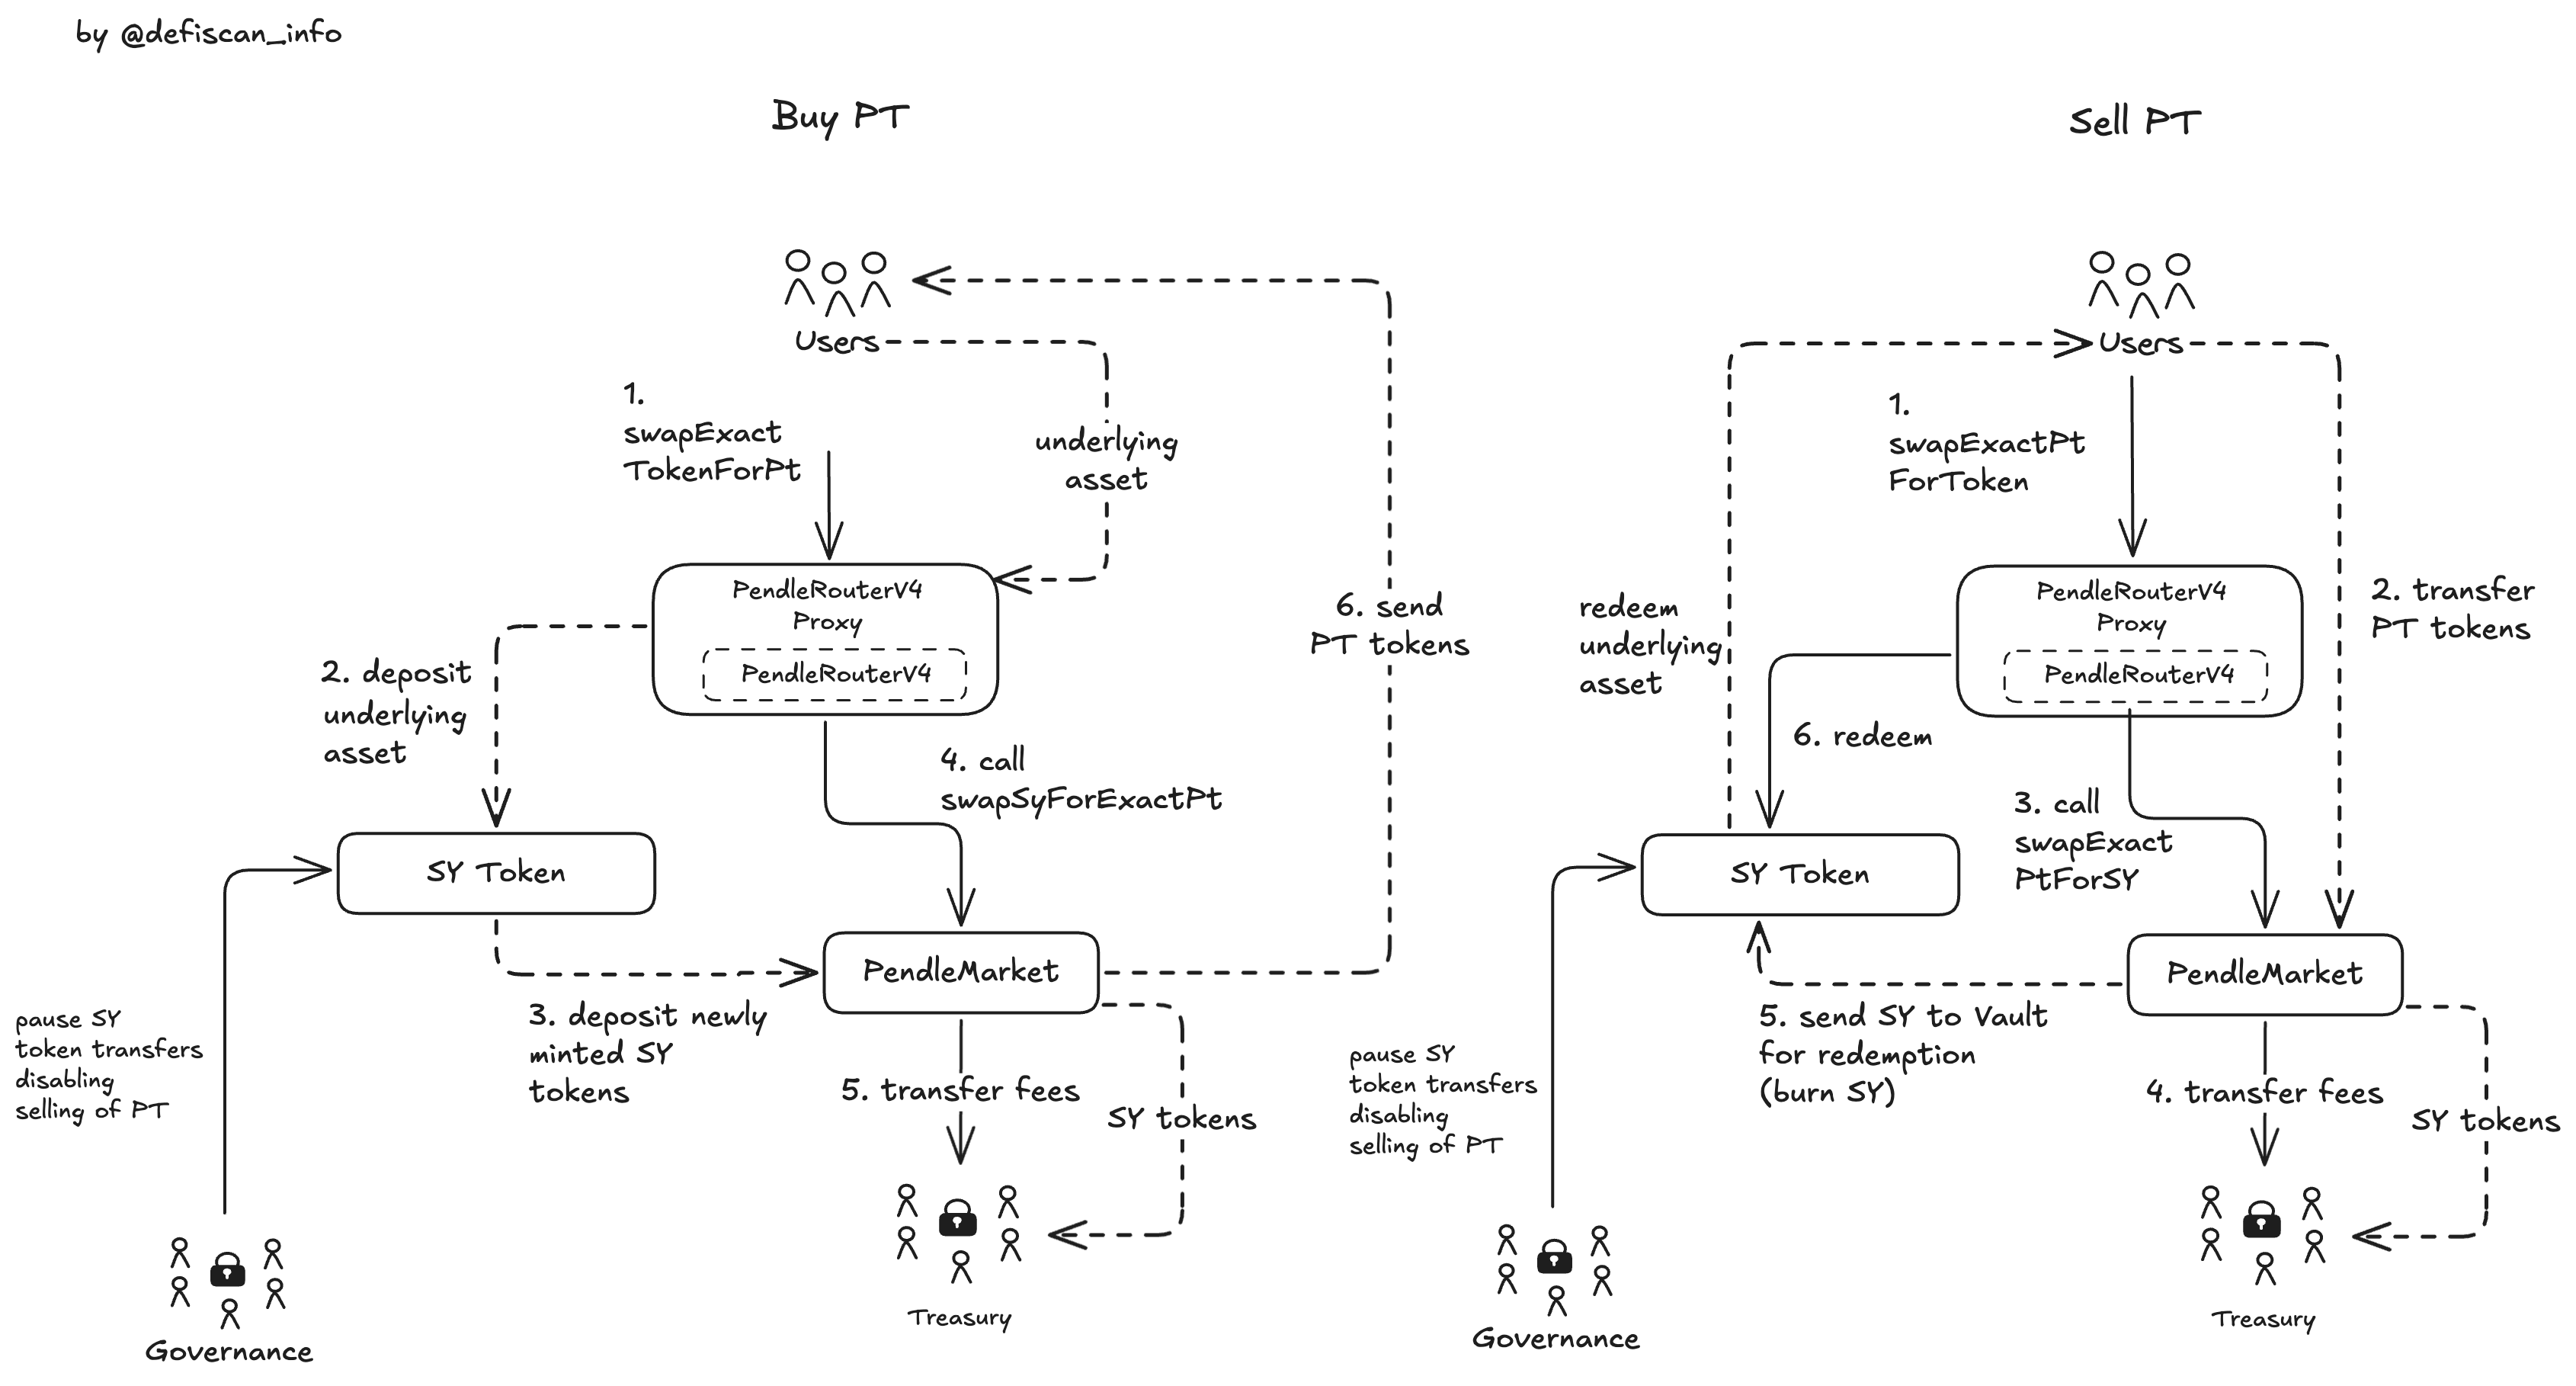 by @defiscan_info
Buy PT
Users
1.
swapExact
TokenForPt
underlying
asset
PendleRouterV4
Proxy
PendleRouterV4
2. deposit
underlying
asset
4. call
swapSyForExactPt
6. send
PT tokens
SY Token
PendleMarket
3. deposit newly
minted SY
tokens
5. transfer fees
SY tokens
pause SY
token transfers
disabling
selling of PT
Governance
Treasury
Sell PT
Users
1.
swapExactPt
ForToken
redeem
underlying
asset
PendleRouterV4
Proxy
PendleRouterV4
2. transfer
PT tokens
6. redeem
3. call
swapExact
PtForSY
SY Token
PendleMarket
5. send SY to Vault
for redemption
(burn SY)
4. transfer fees
SY tokens
pause SY
token transfers
disabling
selling of PT
Governance
Treasury